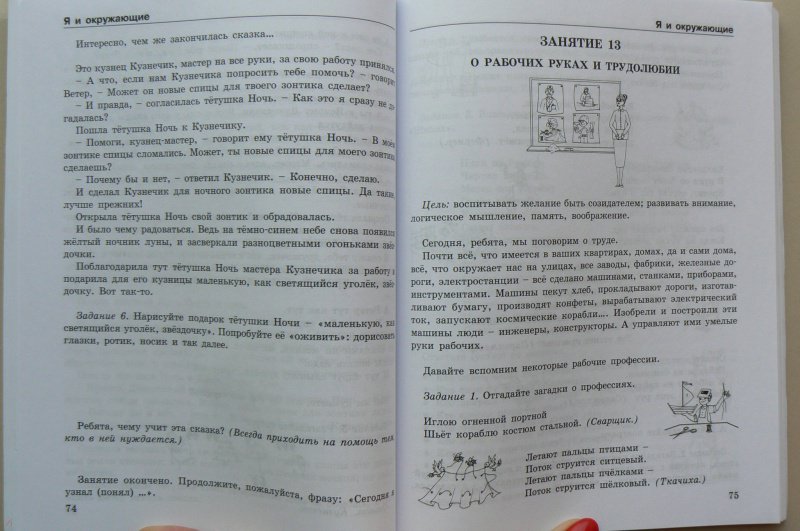 Я и окружающие
Интересно, чем же закончилась сказка...
Это кузнец Кузнечик, мастер на все руки, за свою работу принялся.
– А что, если нам Кузнечика попросить тебе помочь? –
Ветер, – Может он новые спицы для твоего зонтика сделает?
– И правда, – согласилась тётушка Ночь. – Как это я сразу не
гадалась?
Пошла тётушка Ночь к Кузнечику.
– Помоги, кузнец-мастер, – говорит ему тётушка Ночь. – В
зонтике спицы сломались. Может, ты новые спицы для моего
сделаешь?
– Почему бы и нет, – ответил Кузнечик. – Конечно, сделаю.
И сделал Кузнечик для ночного зонтика новые спицы. Да
лучше прежних!
Открыла тётушка Ночь свой зонтик и обрадовалась.
И было чему радоваться. Ведь на тёмно-синем небе снова появился
жёлтый ночник луны, и засверкали разноцветными огоньками звё-
дочки.
Поблагодарила тут тётушка Ночь мастера Кузнечика за работу и
подарила для его кузницы маленькую, как светящийся уголёк, звёз-
дочку. Вот так-то.
Задание 6. Нарисуйте подарок тётушки Ночи – «маленькую, как
светящийся уголёк, звёздочку». Попробуйте её «оживить»: дорисовать
глазки, ротик, носик и так далее.
Ребята, чему учит эта сказка? (Всегда приходить на помощь тем,
кто в ней нуждается.)
Занятие окончено. Продолжите, пожалуйста, фразу: «Сегодня я
узнал (понял) ...».
74
Я и окружающие
ЗАНЯТИЕ 13
О РАБОЧИХ РУКАХ И ТРУДОЛЮБИИ
Цель: воспитывать желание быть созидателем; развивать внимание,
логическое мышление, память, воображение.
Сегодня, ребята, мы поговорим о труде.
Почти всё, что имеется в ваших квартирах, домах, да и сами дома,
всё, что окружает нас на улицах, все заводы, фабрики, железные до-
роги, электростанции – всё сделано машинами, станками, приборами,
инструментами. Машины пекут хлеб, прокладывают дороги, изготав-
ливают бумагу, производят конфеты, вырабатывают электрический
ток, запускают космические корабли.... Изобрели и построили эти
машины люди – инженеры, конструкторы. А управляют ими умелые
руки рабочих.
Давайте вспомним некоторые рабочие профессии.
Задание 1. Отгадайте загадки о профессиях.
Иглою огненной портной
Шьёт кораблю костюм стальной. (Сварщик.)
Летают пальцы птицами –
Поток струится ситцевый.
Летают пальцы пчёлками –
Поток струится шёлковый. (Ткачиха.)
75